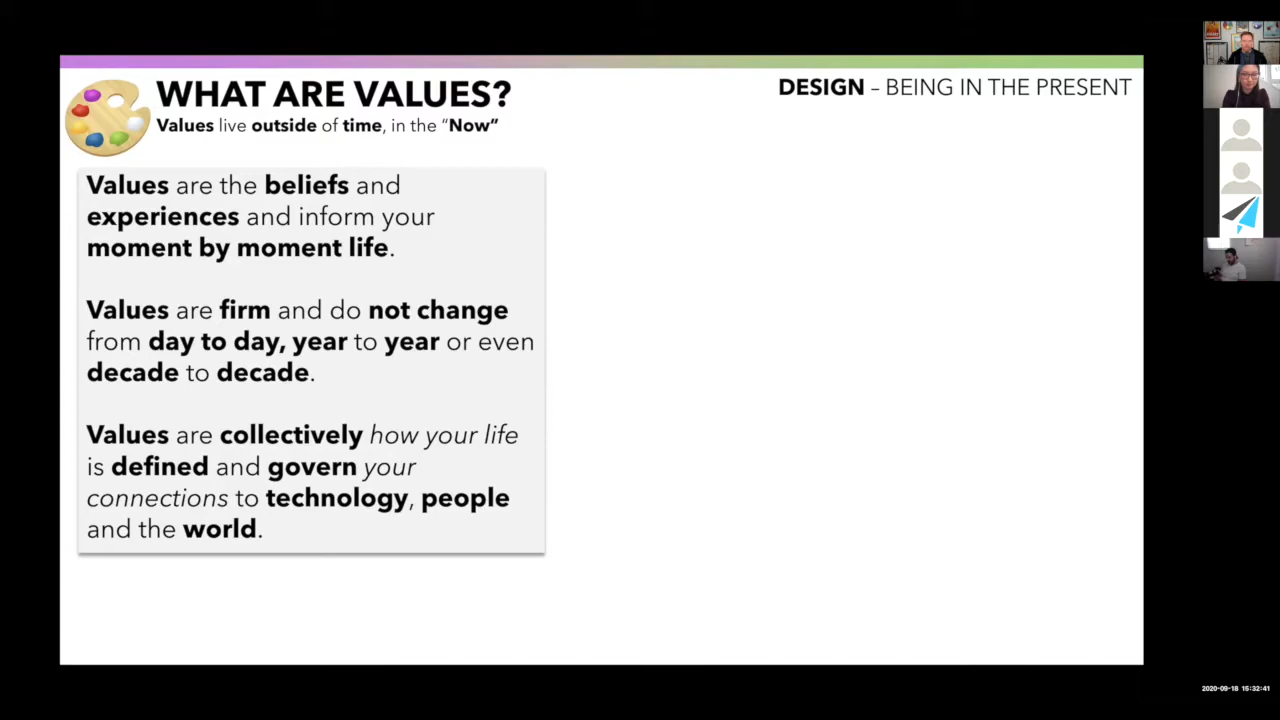 WHAT ARE VALUES?
Values live outside of time, in the “Now”
DESIGN – BEING IN THE PRESENT
Values are the beliefs and
experiences and inform your
moment by moment life.
Values are firm and do not change
from day to day, year to year or even
decade to decade.
Values are collectively how your life
is defined and govern your
connections to technology, people
and the world.
2020-09-18 15:32:41